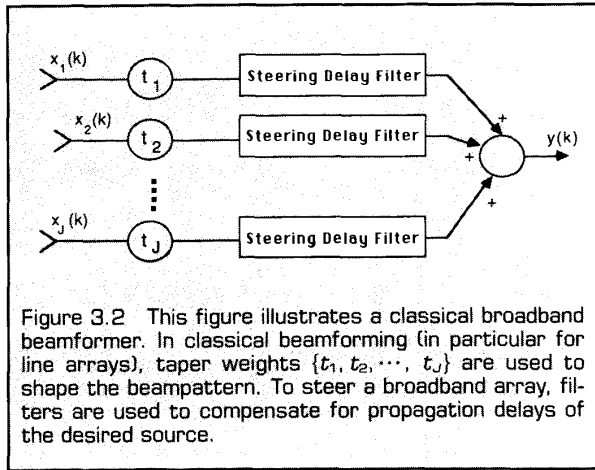 x1(k)
t1
Steering Delay Filter
+
x2(k)
t2
Steering Delay Filter
+
y(k)
xJ(k)
tJ
Steering Delay Filter
+
Figure 3.2 This figure illustrates a classical broadband
beamformer. In classical beamforming (in particular for
line arrays), taper weights {t1, t2, ⋯, tJ} are used to
shape the beampattern. To steer a broadband array, fil-
ters are used to compensate for propagation delays of
the desired source.